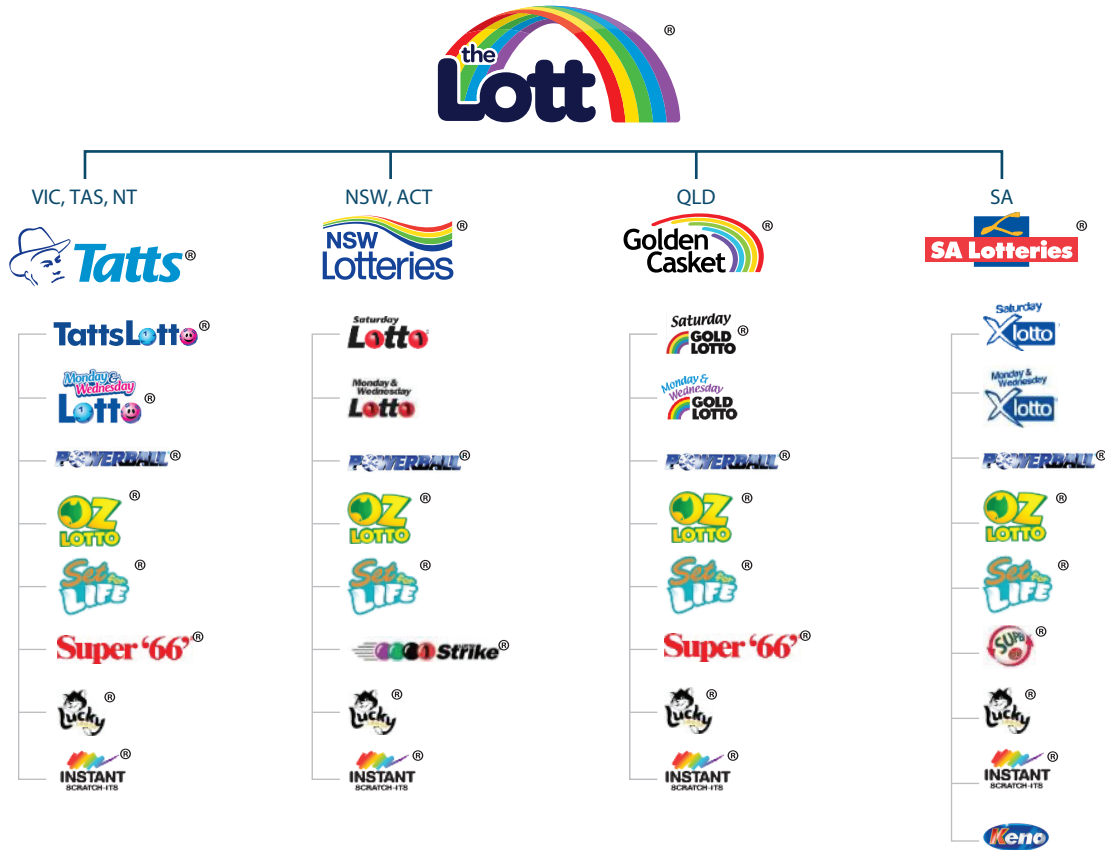 the
Lott®
VIC, TAS, NT
Tatts®
TattsLotto®
Monday &
Wednesday
Lotto®
POWERBALL®
OZ®
LOTTO
Set for®
LIFE
Super ‘66’®
Lucky®
INSTANT®
SCRATCH-ITS
NSW, ACT
NSW®
Lotteries
Saturday
Lotto
Monday &
Wednesday
Lotto
POWERBALL®
OZ®
LOTTO
Set for®
LIFE
Strike®
Lucky®
INSTANT®
SCRATCH-ITS
QLD
Golden®
Casket
Saturday
GOLD®
LOTTO
Monday &
Wednesday
GOLD
LOTTO
POWERBALL®
OZ®
LOTTO
Set for®
LIFE
Super ‘66’®
Lucky®
INSTANT®
SCRATCH-ITS
SA
SA Lotteries®
Saturday
X lotto
Monday &
Wednesday
X lotto
POWERBALL®
OZ®
LOTTO
Set for®
LIFE
SUPER®
Lucky®
INSTANT®
SCRATCH-ITS
Keno